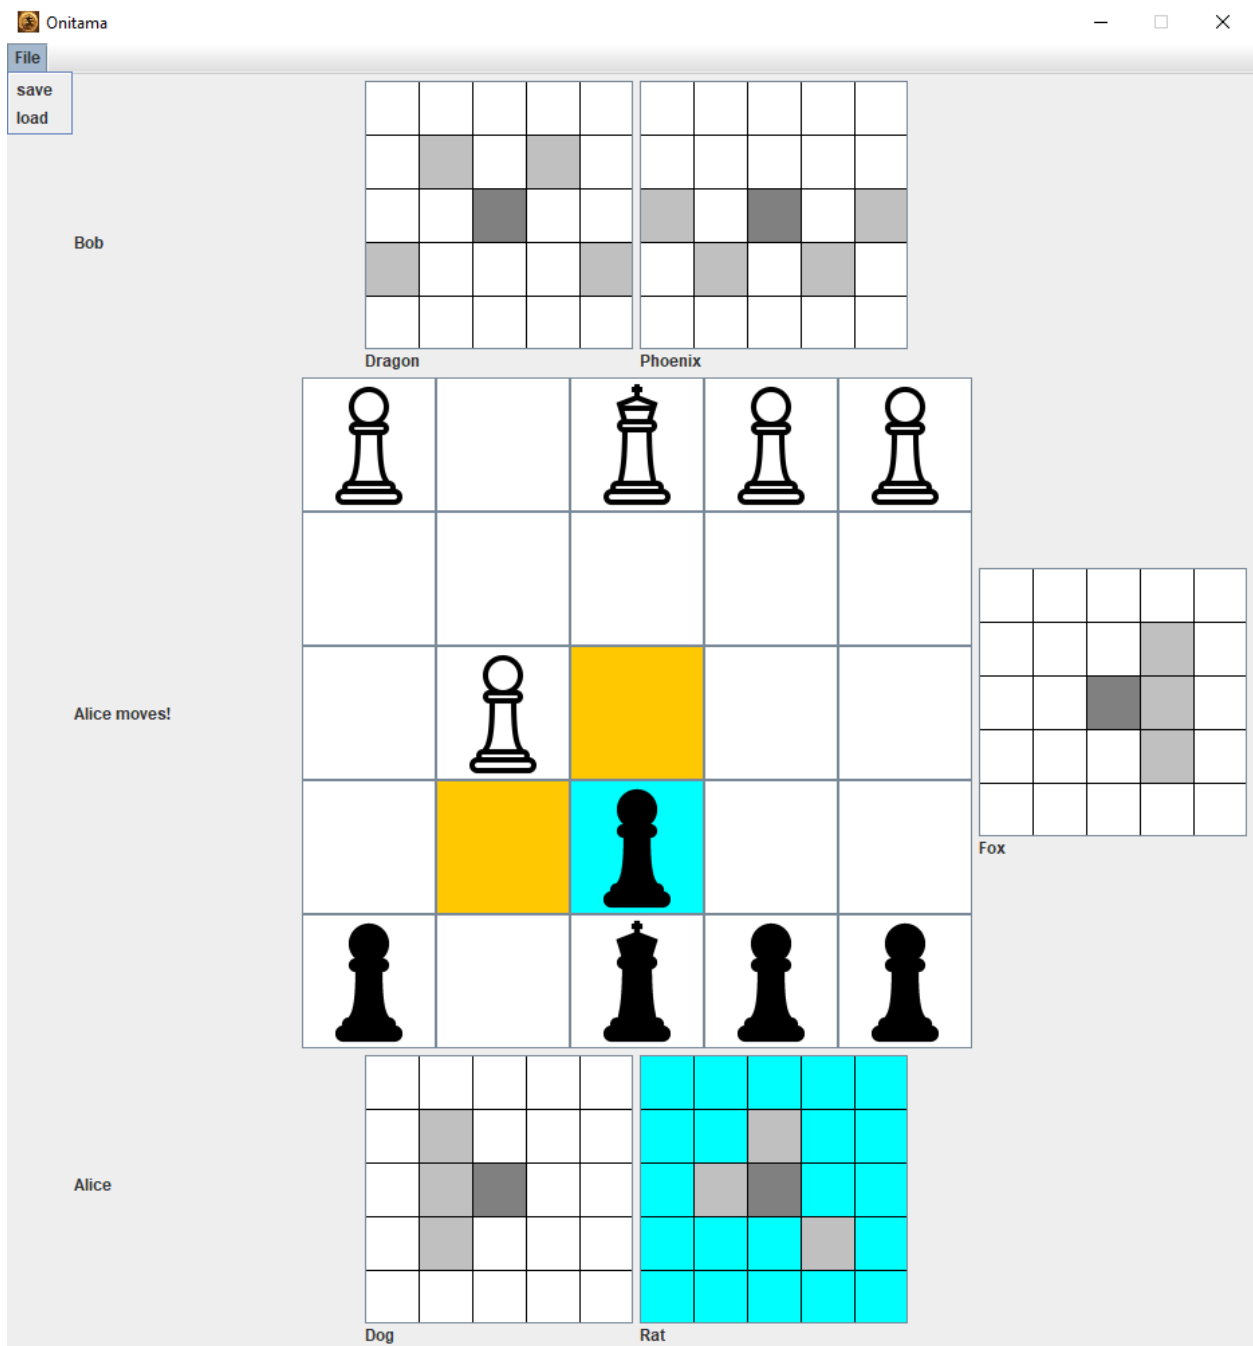 Onitama
File
save
load
Bob
Dragon
Phoenix
Alice moves!
Fox
Alice
Dog
Rat